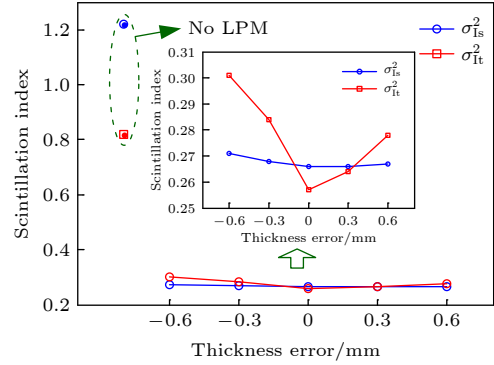 No LPM
σ²Is
σ²It
Scintillation index
1.2
1.0
0.8
0.6
0.4
0.2
−0.6 −0.3 0 0.3 0.6
Thickness error/mm
σ²Is
σ²It
Scintillation index
0.31
0.30
0.29
0.28
0.27
0.26
0.25
−0.6 −0.3 0 0.3 0.6
Thickness error/mm